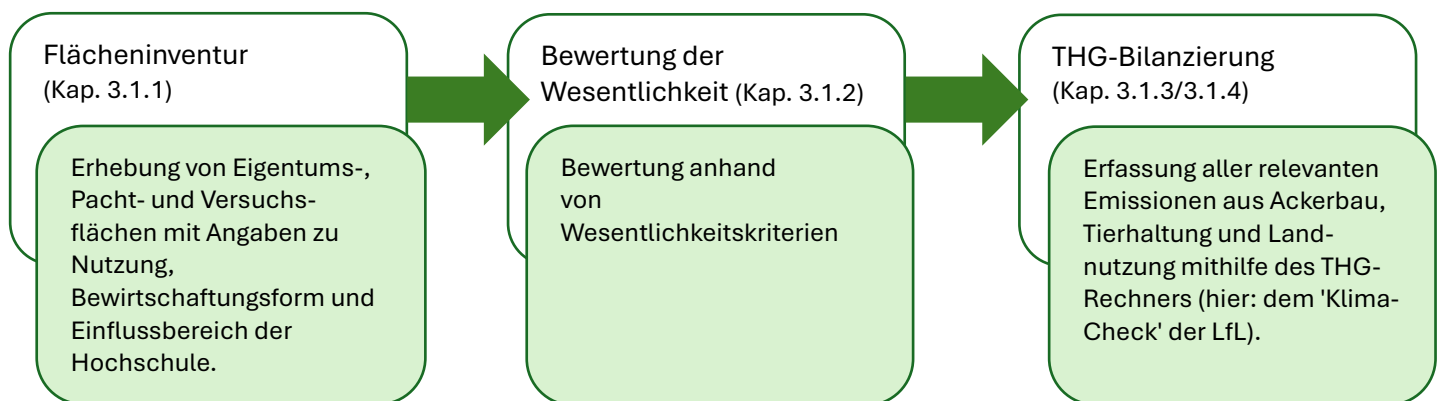 Flächeninventur
(Kap. 3.1.1)
Erhebung von Eigentums-,
Pacht- und Versuchs-
flächen mit Angaben zu
Nutzung,
Bewirtschaftungsform und
Einflussbereich der
Hochschule.
Bewertung der
Wesentlichkeit (Kap. 3.1.2)
Bewertung anhand
von
Wesentlichkeitskriterien
THG-Bilanzierung
(Kap. 3.1.3/3.1.4)
Erfassung aller relevanten
Emissionen aus Ackerbau,
Tierhaltung und Land-
nutzung mithilfe des THG-
Rechners (hier: dem 'Klima-
Check' der LfL).